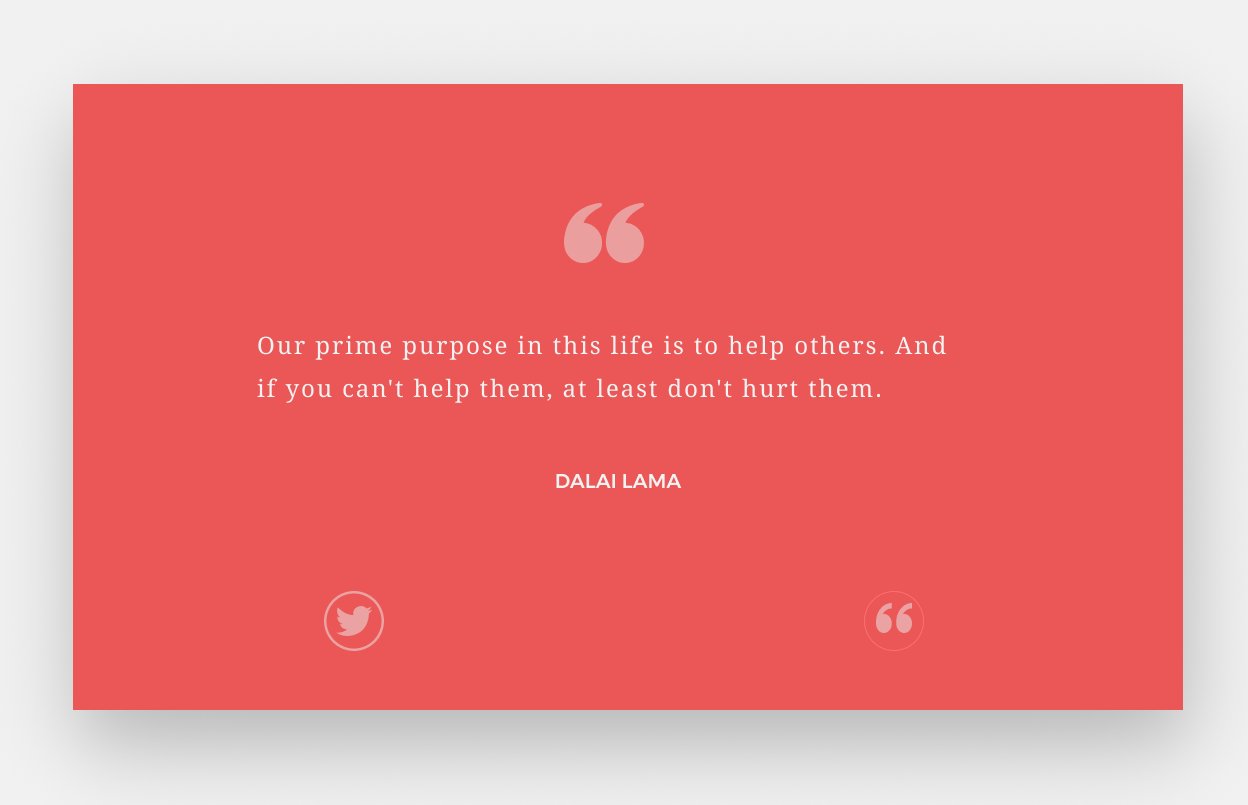 Our prime purpose in this life is to help others. And
if you can't help them, at least don't hurt them.
DALAI LAMA